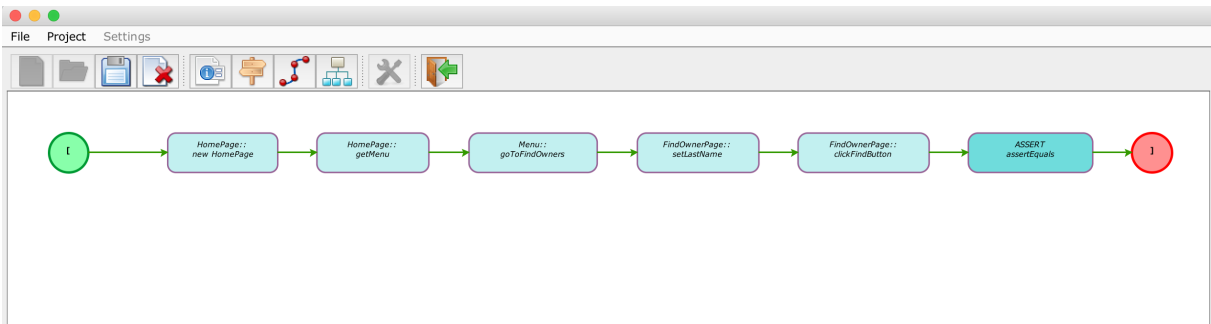 File Project Settings
[
HomePage::
new HomePage
HomePage::
getMenu
Menu::
goToFindOwners
FindOwnerPage::
setLastName
FindOwnerPage::
clickFindButton
ASSERT
assertEquals
]